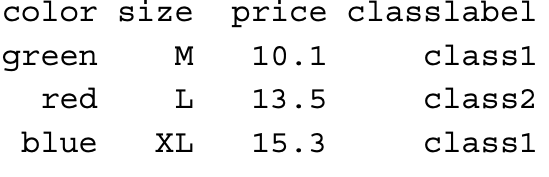 color size price classlabel
green M 10.1 class1
red L 13.5 class2
blue XL 15.3 class1